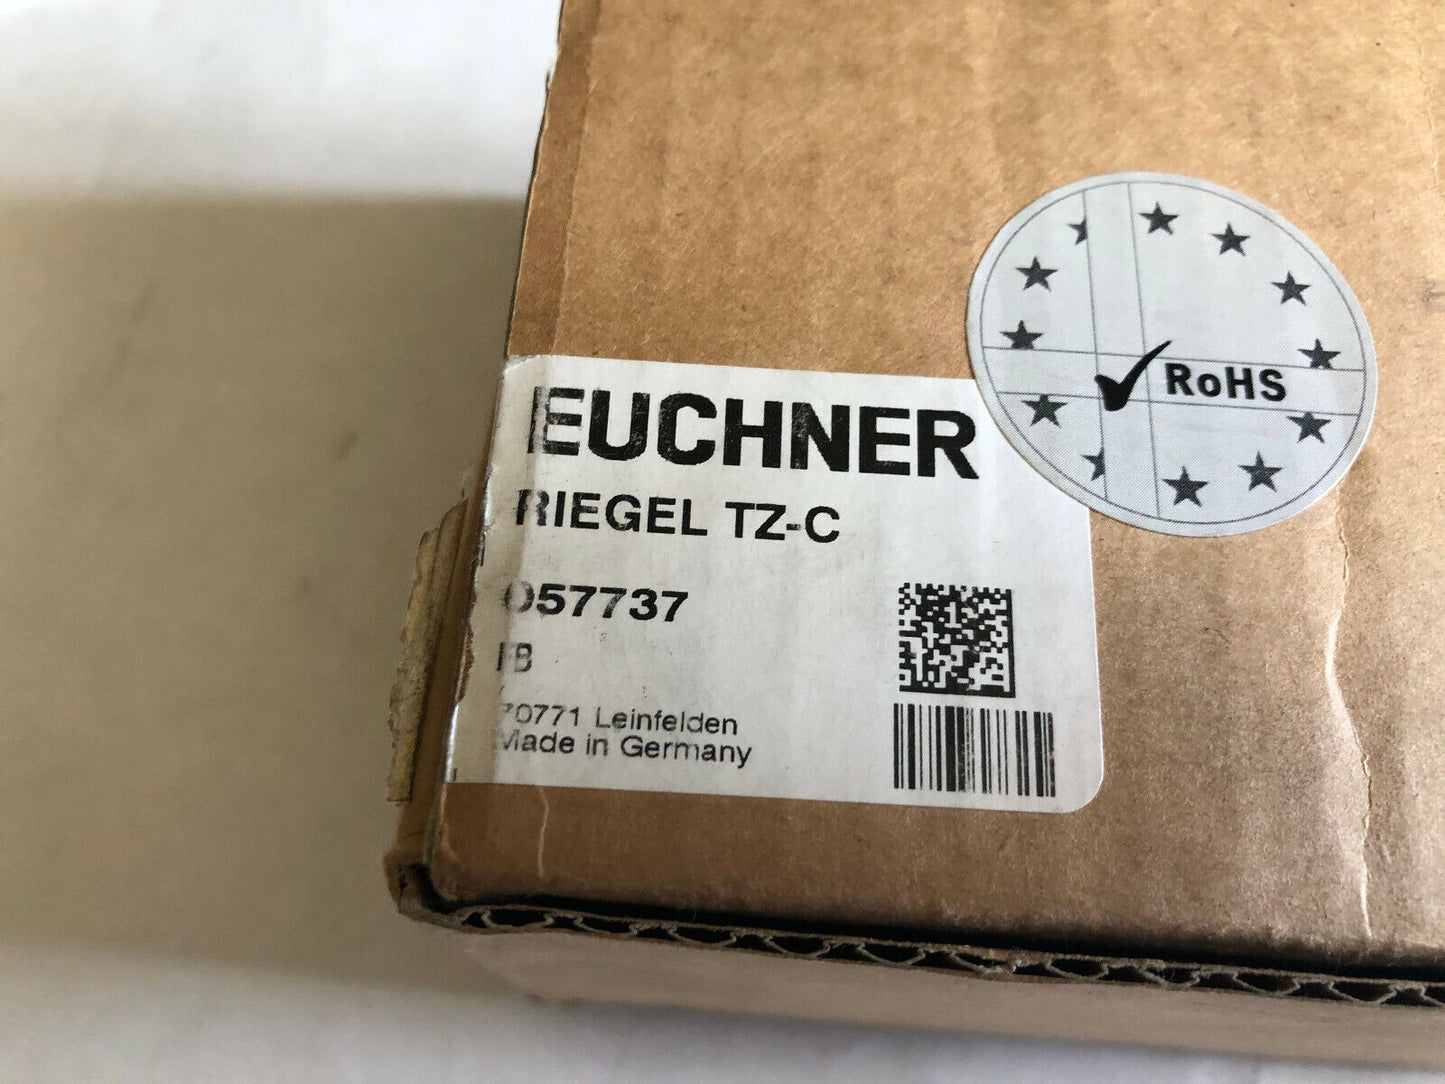 EUCHNER
RIEGEL TZ-C
057737
70771 Leinfelden
Made in Germany
RoHS